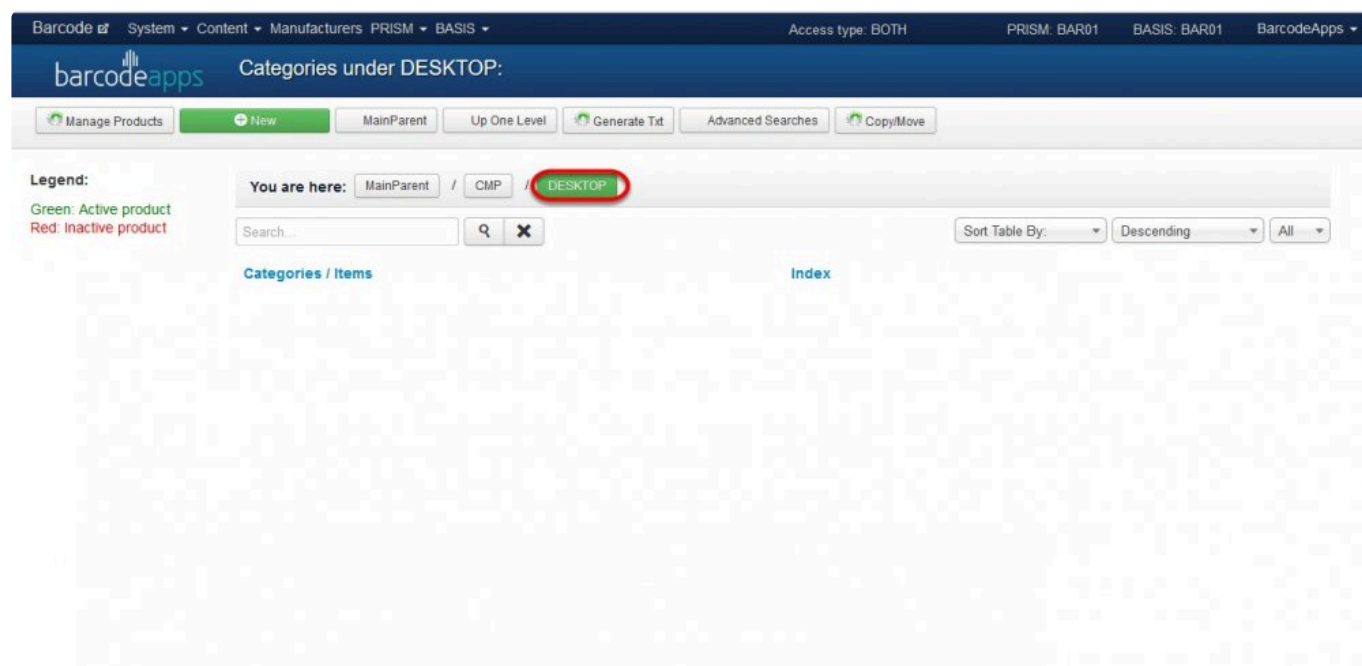 Barcode System Content Manufacturers PRISM BASIS Access type: BOTH PRISM: BAR01 BASIS: BAR01 BarcodeApps
barcodeapps Categories under DESKTOP:
Manage Products New MainParent Up One Level Generate Txt Advanced Searches Copy/Move
Legend:
Green: Active product
Red: Inactive product
You are here: MainParent / CMP / DESKTOP
Search... Sort Table By: Descending All
Categories / Items Index